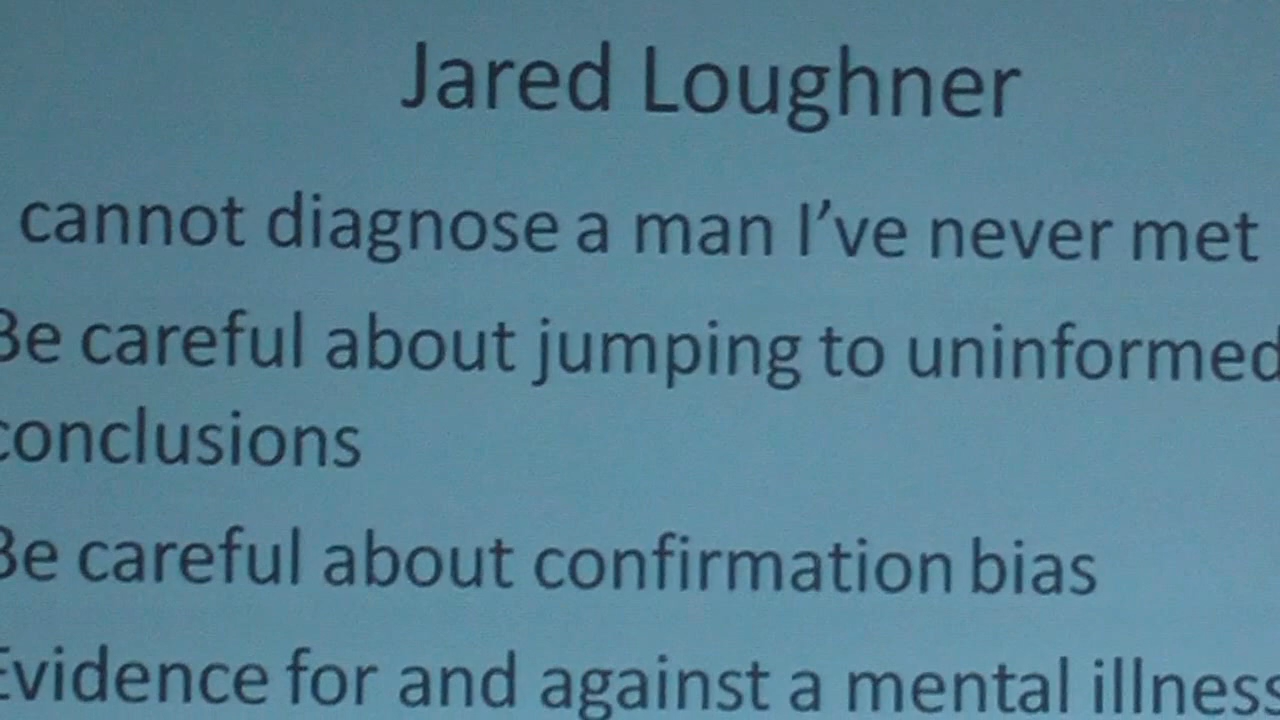 Jared Loughner
cannot diagnose a man I've never met
Be careful about jumping to uninformed
conclusions
Be careful about confirmation bias
Evidence for and against a mental illness